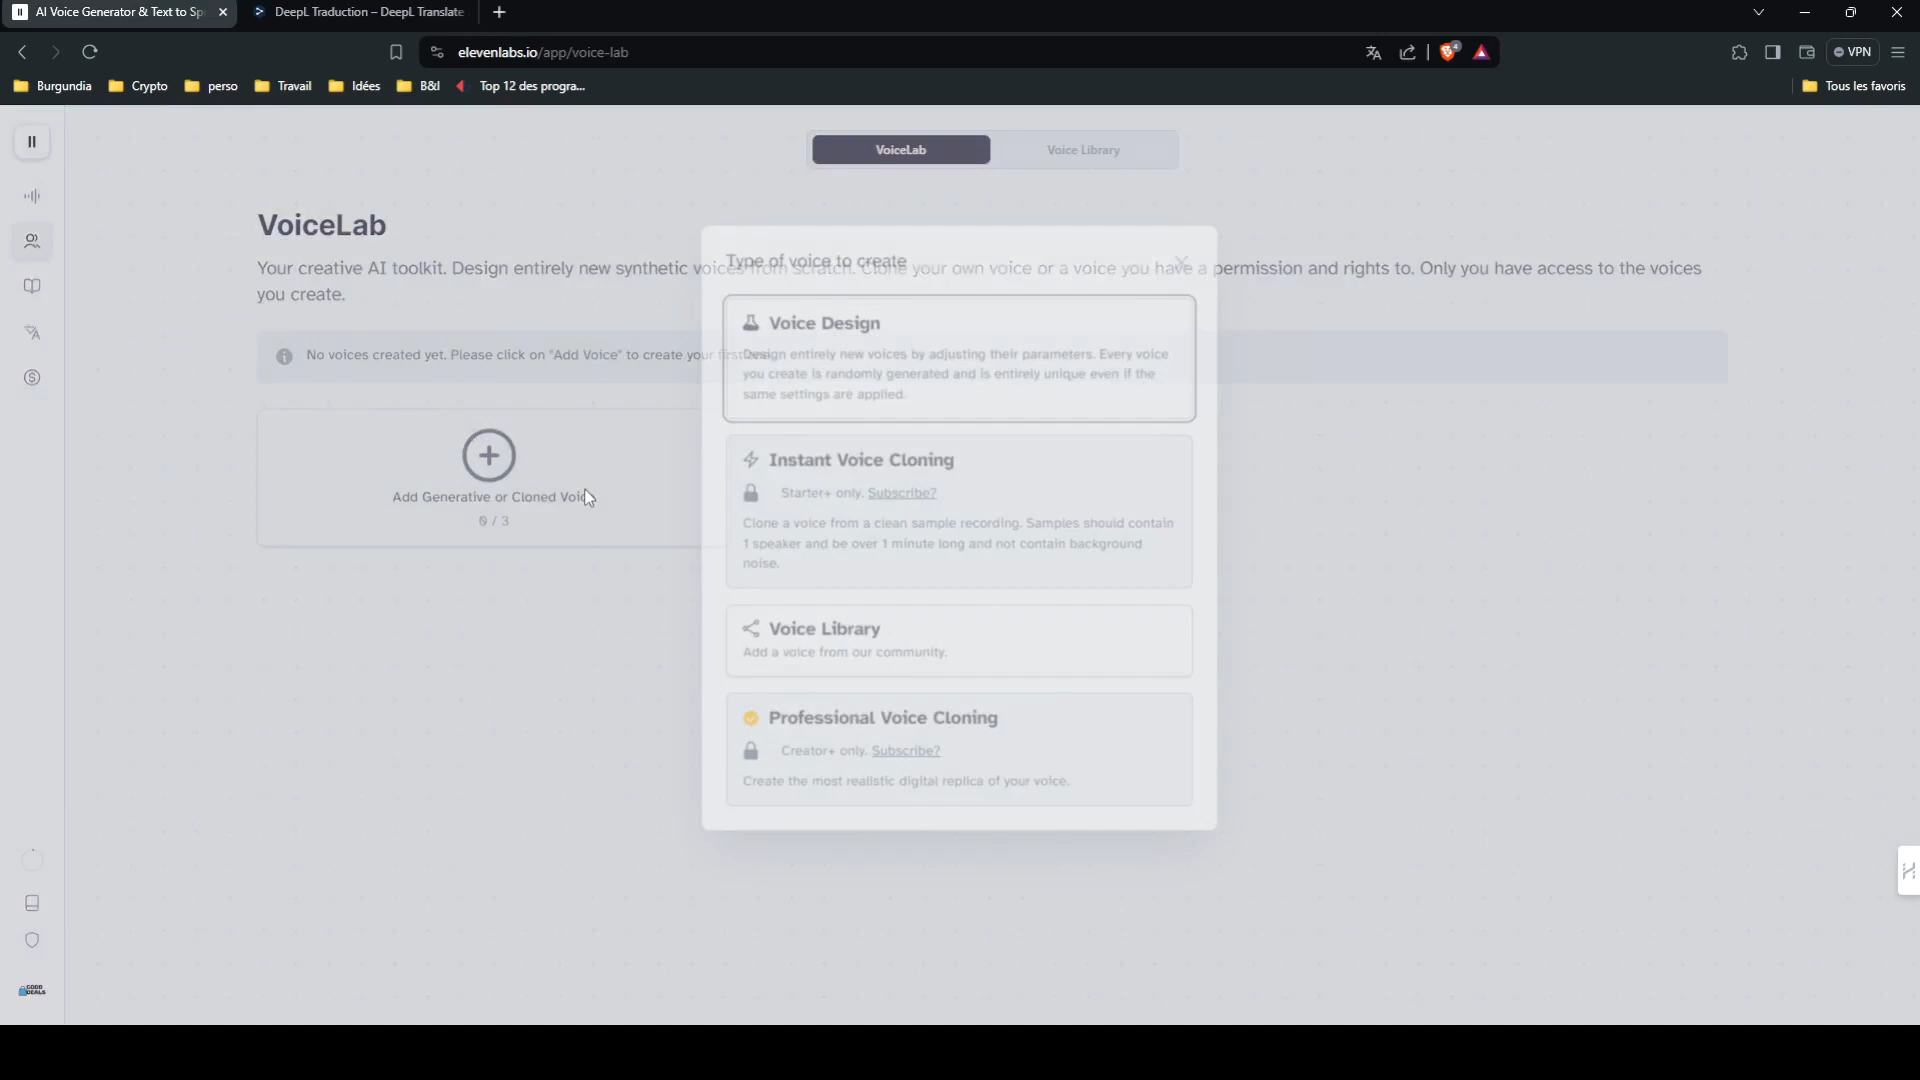 AI Voice Generator & Text to Sp
DeepL Traduction – DeepL Translate
elevenlabs.io/app/voice-lab
4
VPN
Burgundia
Crypto
perso
Travail
Idées
B&I
Top 12 des progra...
Tous les favoris
VoiceLab
Voice Library
VoiceLab
Your creative AI toolkit. Design entirely new synthetic voices from scratch. Clone your own voice or a voice you have a permission and rights to. Only you have access to the voices
you create.
No voices created yet. Please click on "Add Voice" to create your first
Add Generative or Cloned Voice
0 / 3
Type of voice to create
Voice Design
Design entirely new voices by adjusting their parameters. Every voice
you create is randomly generated and is entirely unique even if the
same settings are applied.
Instant Voice Cloning
Starter+ only. Subscribe?
Clone a voice from a clean sample recording. Samples should contain
1 speaker and be over 1 minute long and not contain background
noise.
Voice Library
Add a voice from our community.
Professional Voice Cloning
Creator+ only. Subscribe?
Create the most realistic digital replica of your voice.
GOOD
DEALS